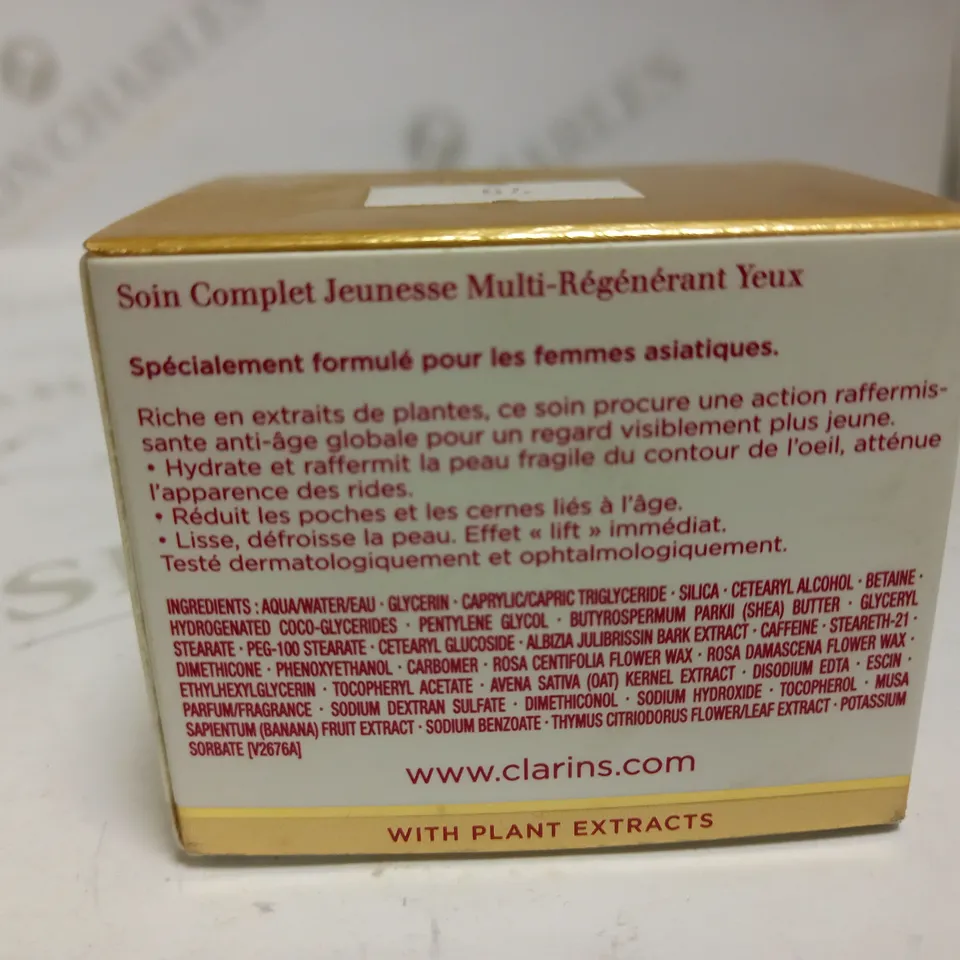 Soin Complet Jeunesse Multi-Régénérant Yeux
Spécialement formulé pour les femmes asiatiques.
Riche en extraits de plantes, ce soin procure une action raffermis-
sante anti-âge globale pour un regard visiblement plus jeune.
• Hydrate et raffermit la peau fragile du contour de l'oeil, atténue
l'apparence des rides.
• Réduit les poches et les cernes liés à l'âge.
• Lisse, défroisse la peau. Effet « lift » immédiat.
Testé dermatologiquement et ophtalmologiquement.
INGREDIENTS : AQUA/WATER/EAU · GLYCERIN · CAPRYLIC/CAPRIC TRIGLYCERIDE · SILICA · CETEARYL ALCOHOL · BETAINE ·
HYDROGENATED COCO-GLYCERIDES · PENTYLENE GLYCOL · BUTYROSPERMUM PARKII (SHEA) BUTTER · GLYCERYL
STEARATE · PEG-100 STEARATE · CETEARYL GLUCOSIDE · ALBIZIA JULIBRISSIN BARK EXTRACT · CAFFEINE · STEARETH-21 ·
DIMETHICONE · PHENOXYETHANOL · CARBOMER · ROSA CENTIFOLIA FLOWER WAX · ROSA DAMASCENA FLOWER WAX ·
ETHYLHEXYLGLYCERIN · TOCOPHERYL ACETATE · AVENA SATIVA (OAT) KERNEL EXTRACT · DISODIUM EDTA · ESCIN ·
PARFUM/FRAGRANCE · SODIUM DEXTRAN SULFATE · DIMETHICONOL · SODIUM HYDROXIDE · TOCOPHEROL · MUSA
SAPIENTUM (BANANA) FRUIT EXTRACT · SODIUM BENZOATE · THYMUS CITRIODORUS FLOWER/LEAF EXTRACT · POTASSIUM
SORBATE [V2676A]
www.clarins.com
WITH PLANT EXTRACTS